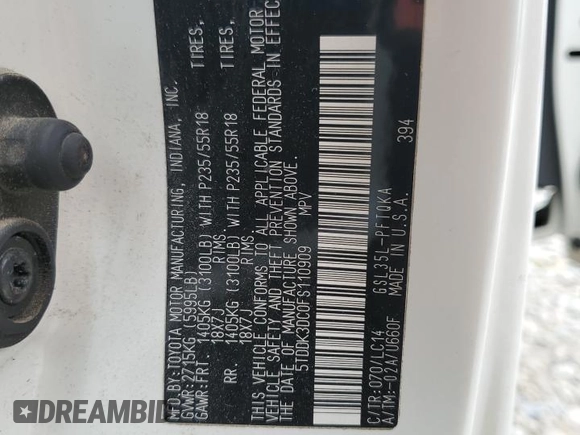 MFD.BY:TOYOTA MOTOR MANUFACTURING, INDIANA, INC.
GVWR:2715KG (5995LB)
GAWR:FRT. 1405KG (3100LB) WITH P235/55R18 TIRES,
18X7J RIMS
RR. 1405KG (3100LB) WITH P235/55R18 TIRES,
18X7J RIMS
THIS VEHICLE CONFORMS TO ALL APPLICABLE FEDERAL MOTOR
VEHICLE SAFETY AND THEFT PREVENTION STANDARDS IN EFFEC
THE DATE OF MANUFACTURE SHOWN ABOVE.
5TDDK3DC0FS110909 MPV
C/TR:070/LC14 GSL35L-PFTQKA
A/TM:-02A/U660F MADE IN U.S.A. 394
DREAMBID